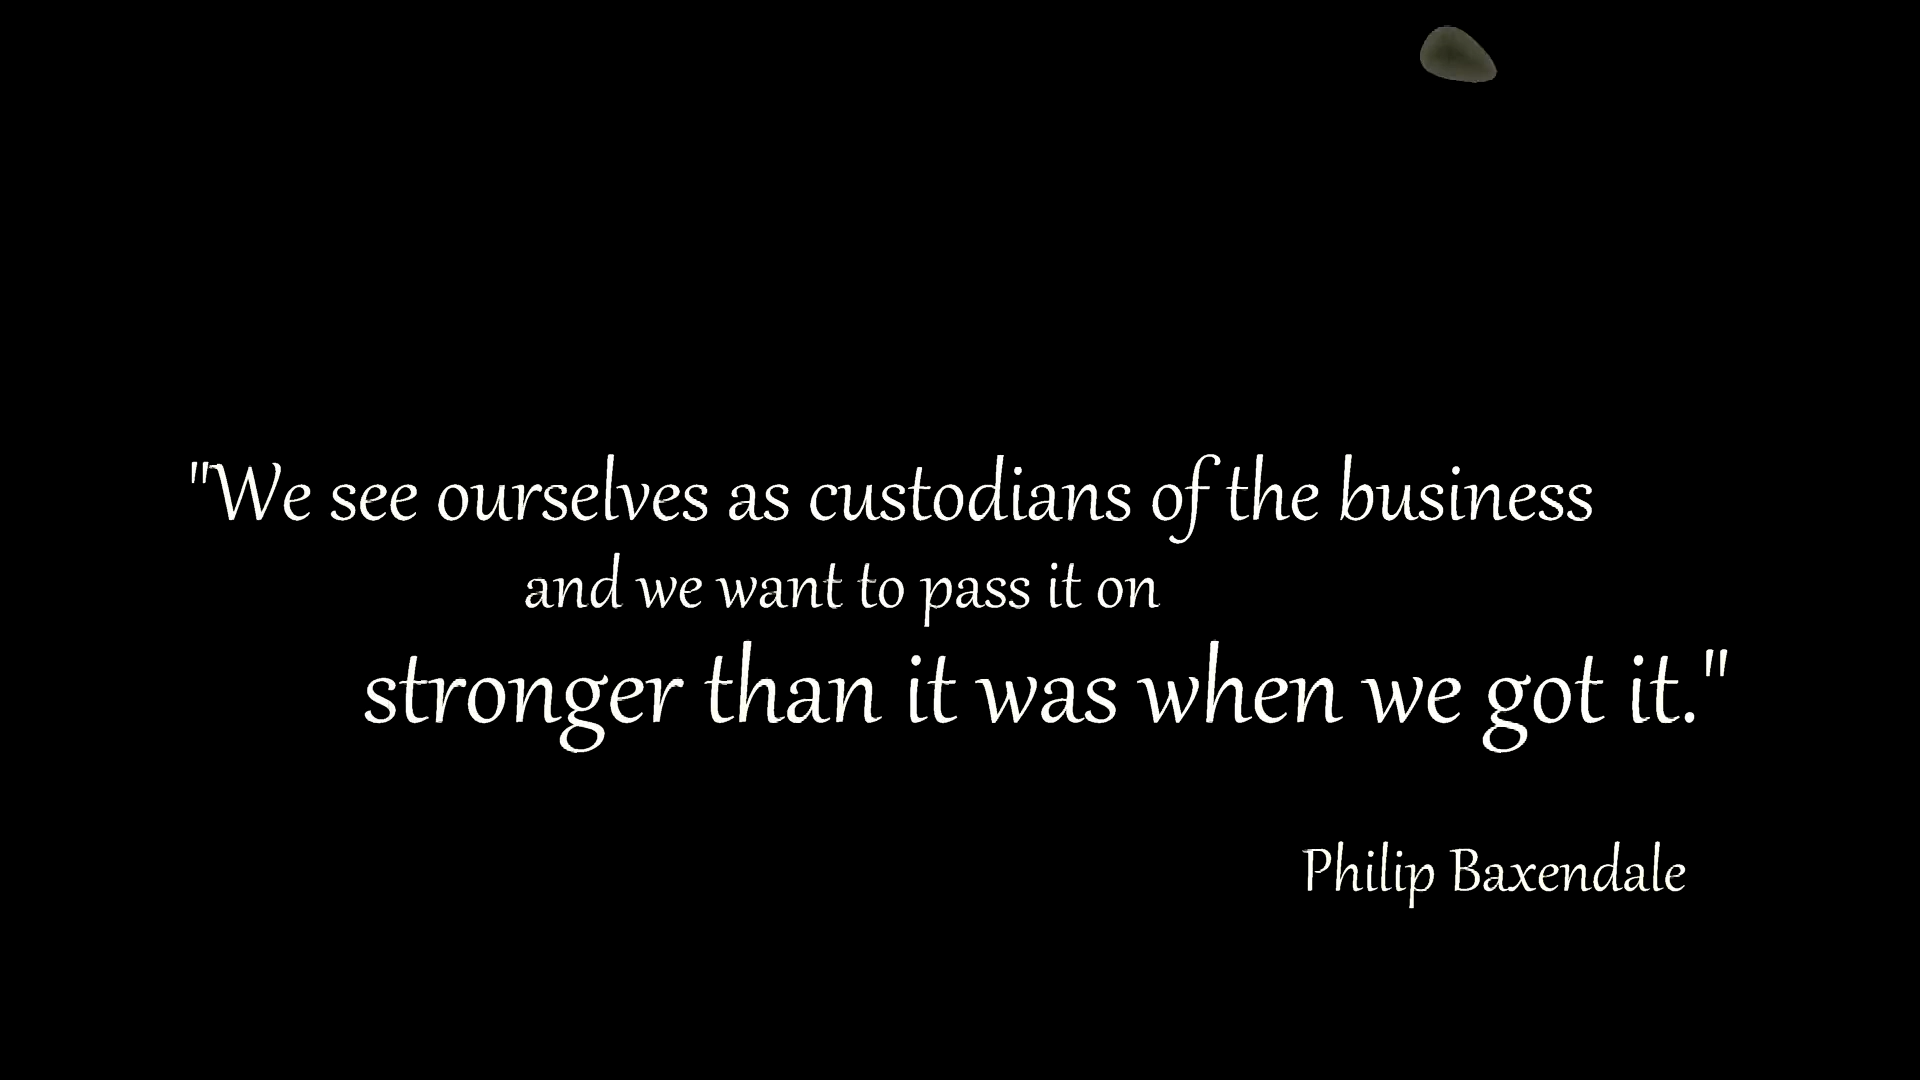 "We see ourselves as custodians of the business
and we want to pass it on
stronger than it was when we got it."
Philip Baxendale